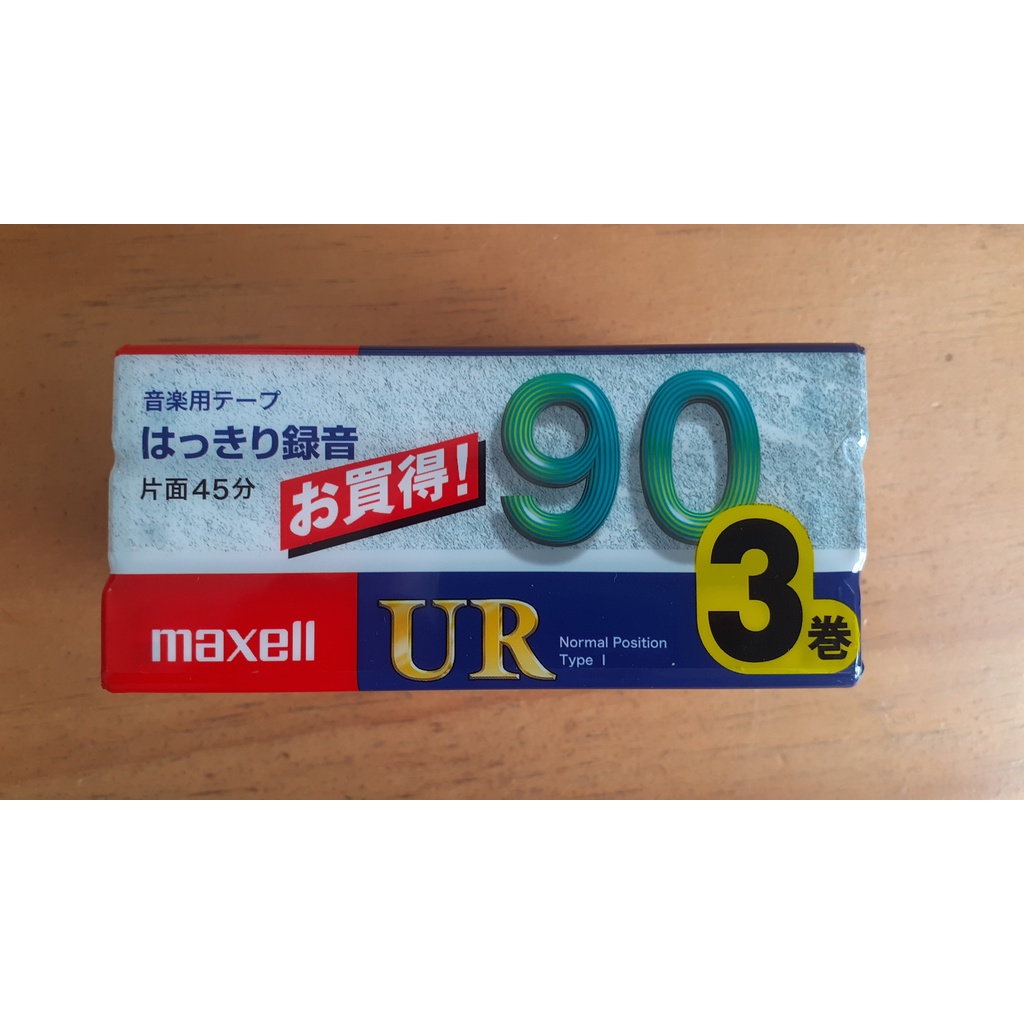 音楽用テープ
はっきり録音
片面45分
お買得!
90
3巻
maxell
UR
Normal Position
Type I